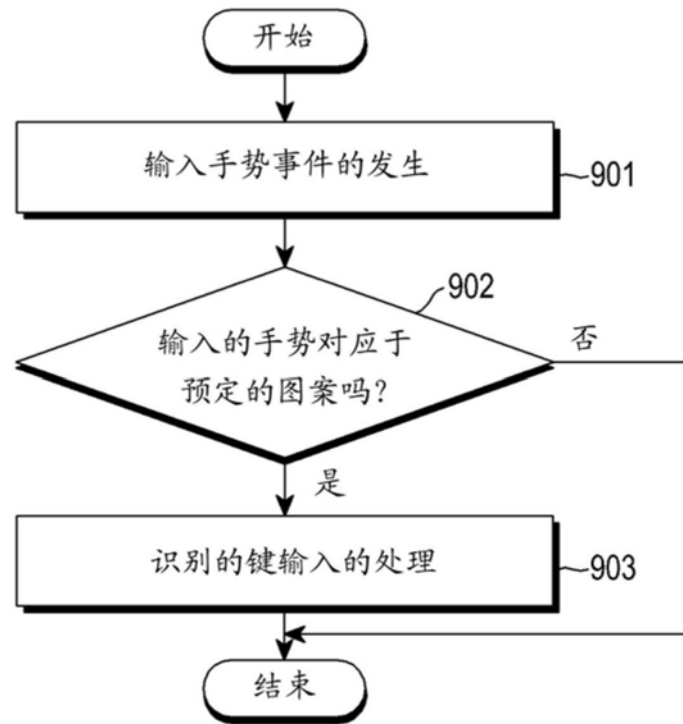 开始
输入手势事件的发生
901
902
输入的手势对应于
预定的图案吗?
否
是
识别的键输入的处理
903
结束